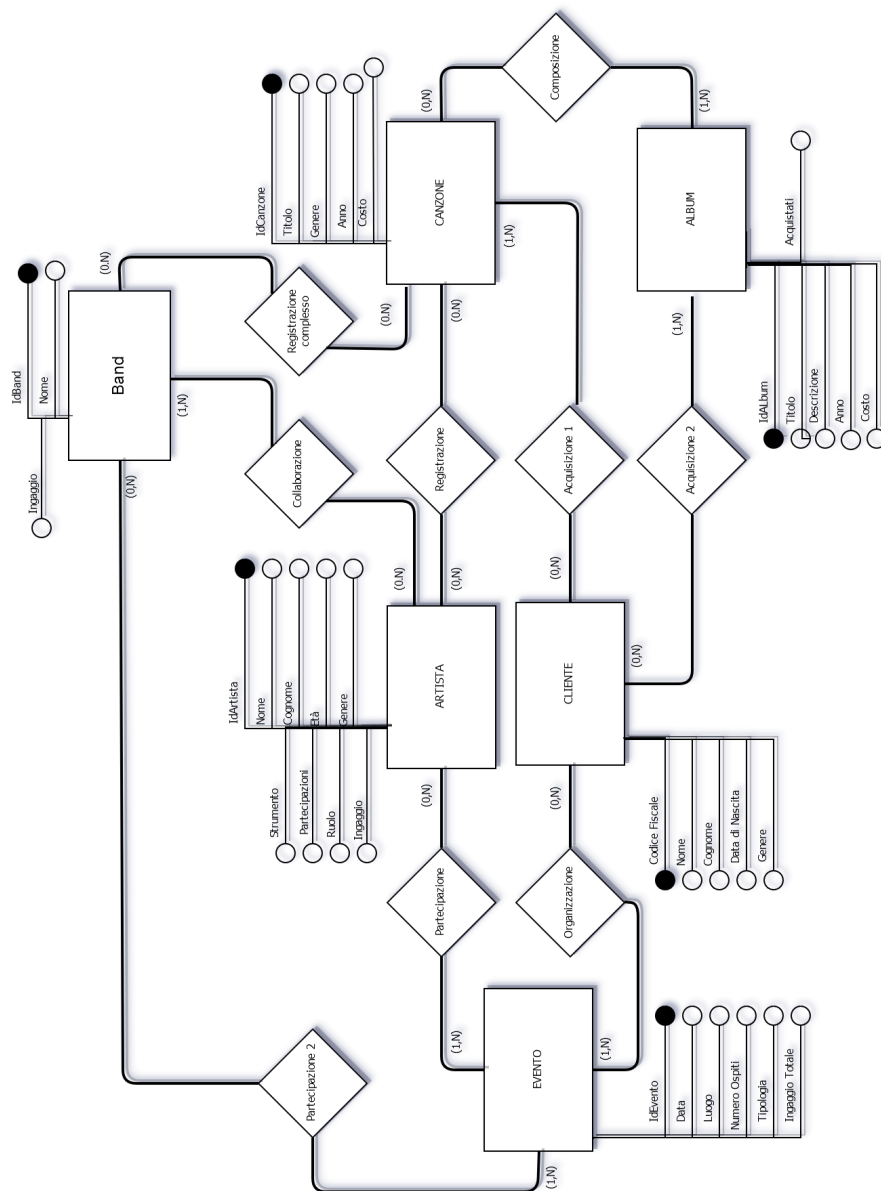 IdBand
Nome
Ingaggio
Band
(0.N)
(1,N)
(0,N)
Registrazione
complesso
(0.N)
Collaborazione
(0.N)
IdCanzone
Titolo
Genere
Anno
Costo
CANZONE
(0,N)
(1,N)
(0.N)
Composizione
(1,N)
ALBUM
Acquistati
IdALbum
Titolo
Descrizione
Anno
Costo
(1,N)
Registrazione
(0,N)
Acquisizione 1
(0,N)
Acquisizione 2
(0,N)
IdArtista
Nome
Cognome
Età
Genere
Strumento
Partecipazioni
Ruolo
Ingaggio
ARTISTA
(0,N)
CLIENTE
(0,N)
Codice Fiscale
Nome
Cognome
Data di Nascita
Genere
Partecipazione
(1,N)
Organizzazione
(1,N)
Partecipazione 2
(1,N)
EVENTO
IdEvento
Data
Luogo
Numero Ospiti
Tipologia
Ingaggio Totale